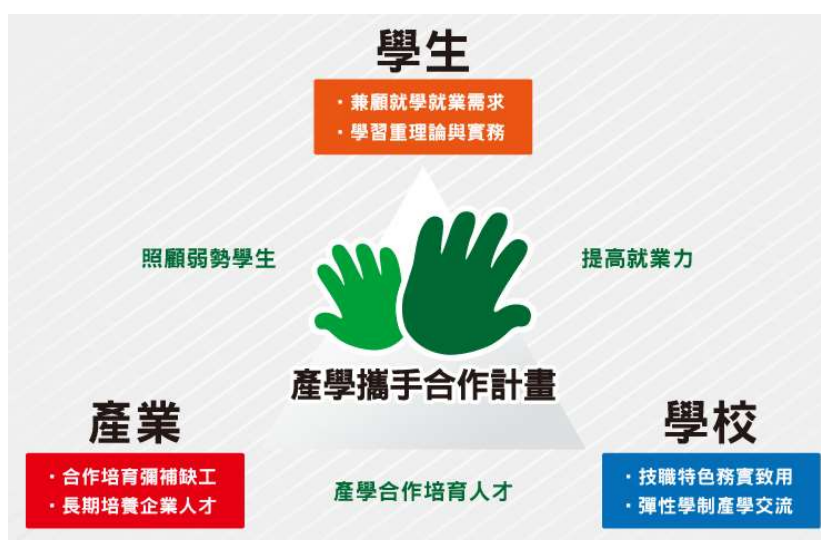 學生
・兼顧就學就業需求
・學習重理論與實務
照顧弱勢學生
提高就業力
產學攜手合作計畫
產業
・合作培育彌補缺工
・長期培養企業人才
產學合作培育人才
學校
・技職特色務實致用
・彈性學制產學交流